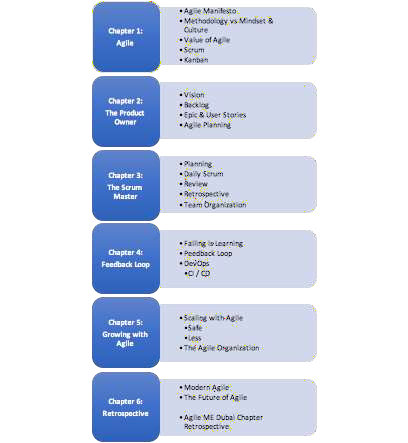 Chapter 1:
Agile
• Agile Manifesto
• Methodology vs Mindset &
Culture
• Value of Agile
• Scrum
• Kanban
Chapter 2:
The Product
Owner
• Vision
• Backlog
• Epic & User Stories
• Agile Planning
Chapter 3:
The Scrum
Master
• Planning
• Daily Scrum
• Review
• Retrospective
• Team Organization
Chapter 4:
Feedback Loop
• Failing is Learning
• Feedback Loop
• DevOps
• CI / CD
Chapter 5:
Growing with
Agile
• Scaling with Agile
• Safe
• Less
• The Agile Organization
Chapter 6:
Retrospective
• Modern Agile
• The Future of Agile
• Agile ME Dubai Chapter
Retrospective